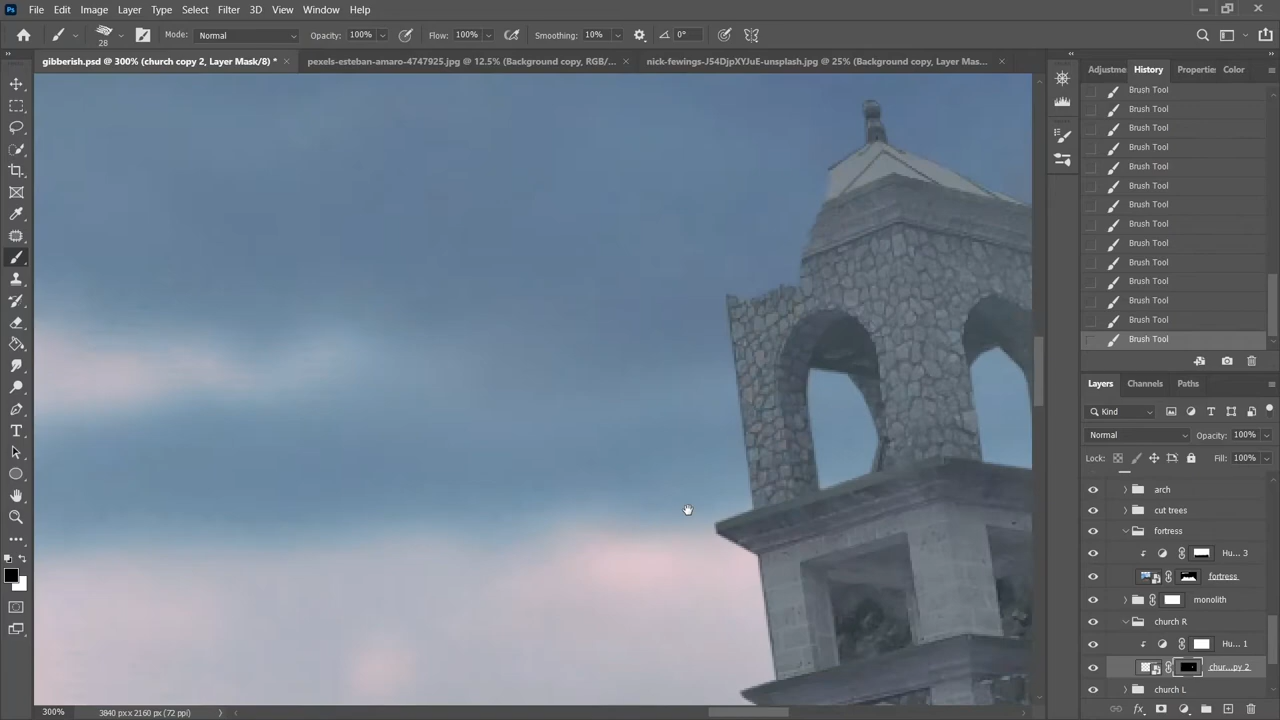 Ps File Edit Image Layer Type Select Filter 3D View Window Help
28 Mode: Normal Opacity: 100% Flow: 100% Smoothing: 10% 0°
gibberish.psd @ 300% (church copy 2, Layer Mask/8) * × pexels-esteban-amaro-4747925.jpg @ 12.5% (Background copy, RGB/... × nick-fewings-J54DjpXYJuE-unsplash.jpg @ 25% (Background copy, Layer Mas... ×
Adjustme History Propertie Color
Brush Tool
Brush Tool
Brush Tool
Brush Tool
Brush Tool
Brush Tool
Brush Tool
Brush Tool
Brush Tool
Brush Tool
Brush Tool
Brush Tool
Brush Tool
Brush Tool
Layers Channels Paths
Kind
Normal Opacity: 100%
Lock: Fill: 100%
arch
cut trees
fortress
Hu... 3
fortress
monolith
church R
Hu... 1
chur...py 2
church L
300% 3840 px x 2160 px (72 ppi)